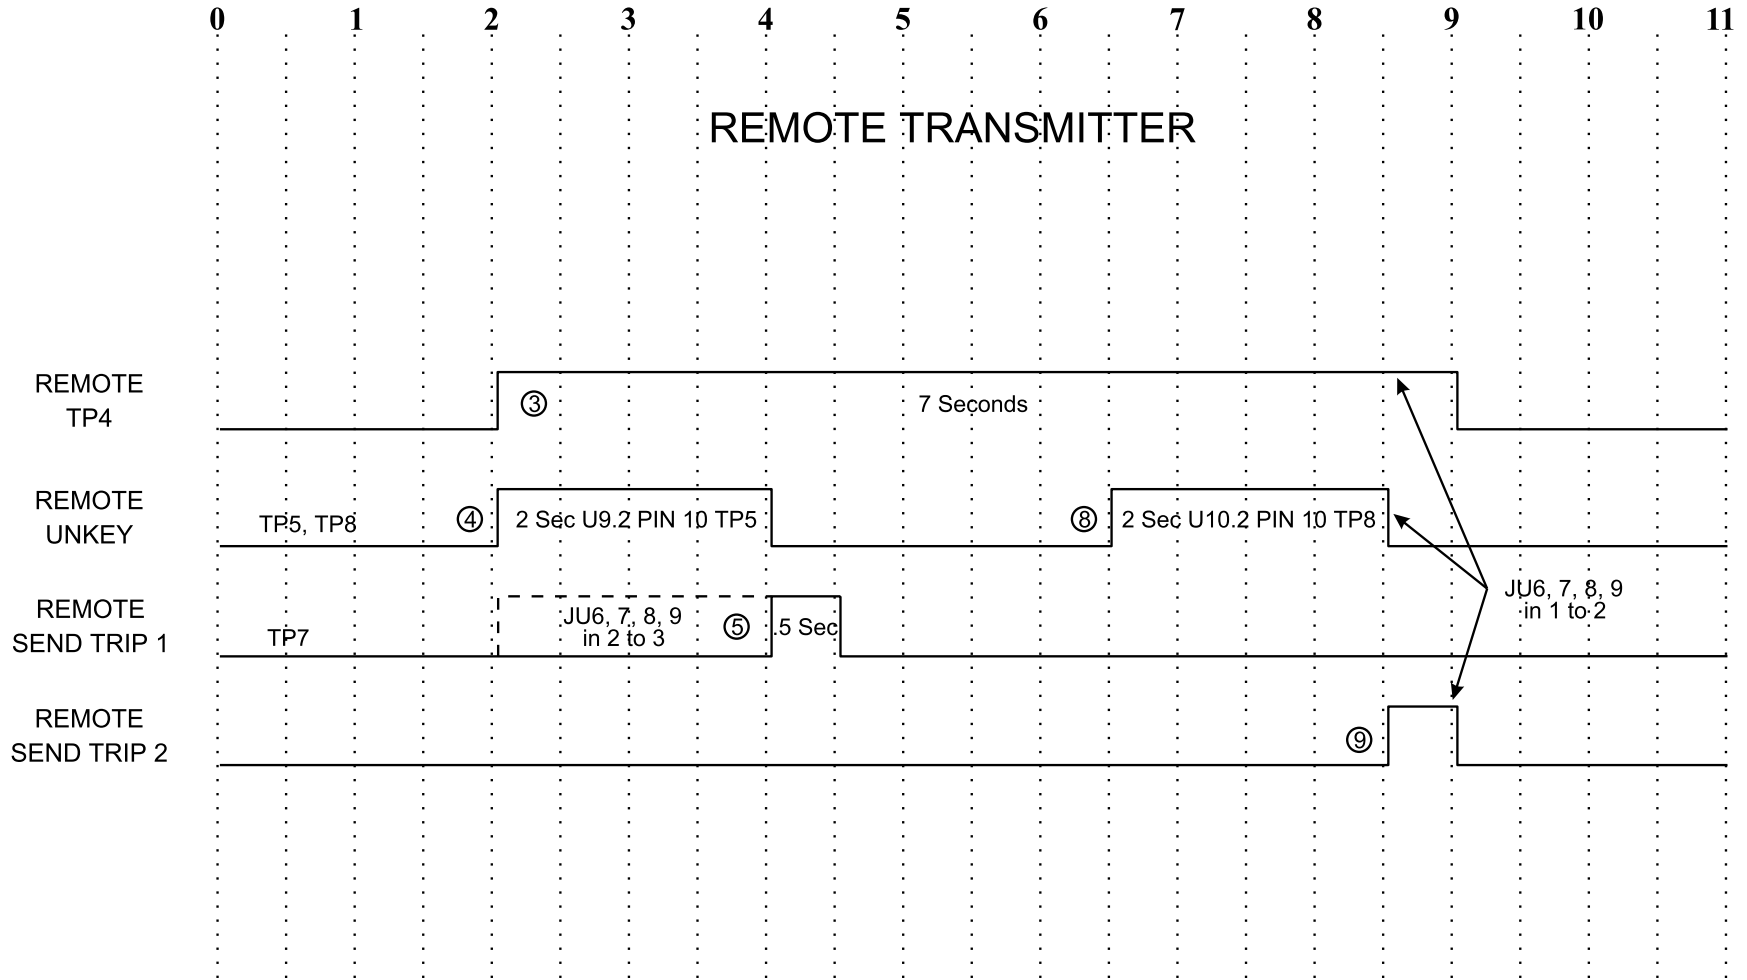 0 1 2 3 4 5 6 7 8 9 10 11
REMOTE TRANSMITTER
REMOTE
TP4
③
7 Seconds
REMOTE
UNKEY
TP5, TP8
④
2 Sec U9.2 PIN 10 TP5
⑧
2 Sec U10.2 PIN 10 TP8
REMOTE
SEND TRIP 1
TP7
JU6, 7, 8, 9
in 2 to 3
⑤
.5 Sec
JU6, 7, 8, 9
in 1 to 2
REMOTE
SEND TRIP 2
⑨